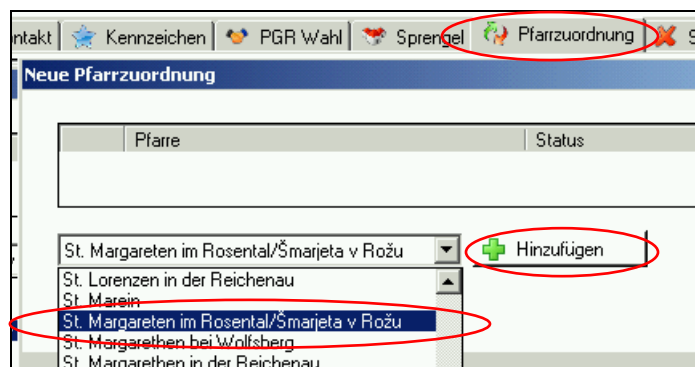 ntakt Kennzeichen PGR Wahl Sprengel Pfarrzuordnung S
Neue Pfarrzuordnung
Pfarre Status
St. Margareten im Rosental/Šmarjeta v Rožu Hinzufügen
St. Lorenzen in der Reichenau
St. Marein
St. Margareten im Rosental/Šmarjeta v Rožu
St. Margarethen bei Wolfsberg
St. Margarethen in der Reichenau